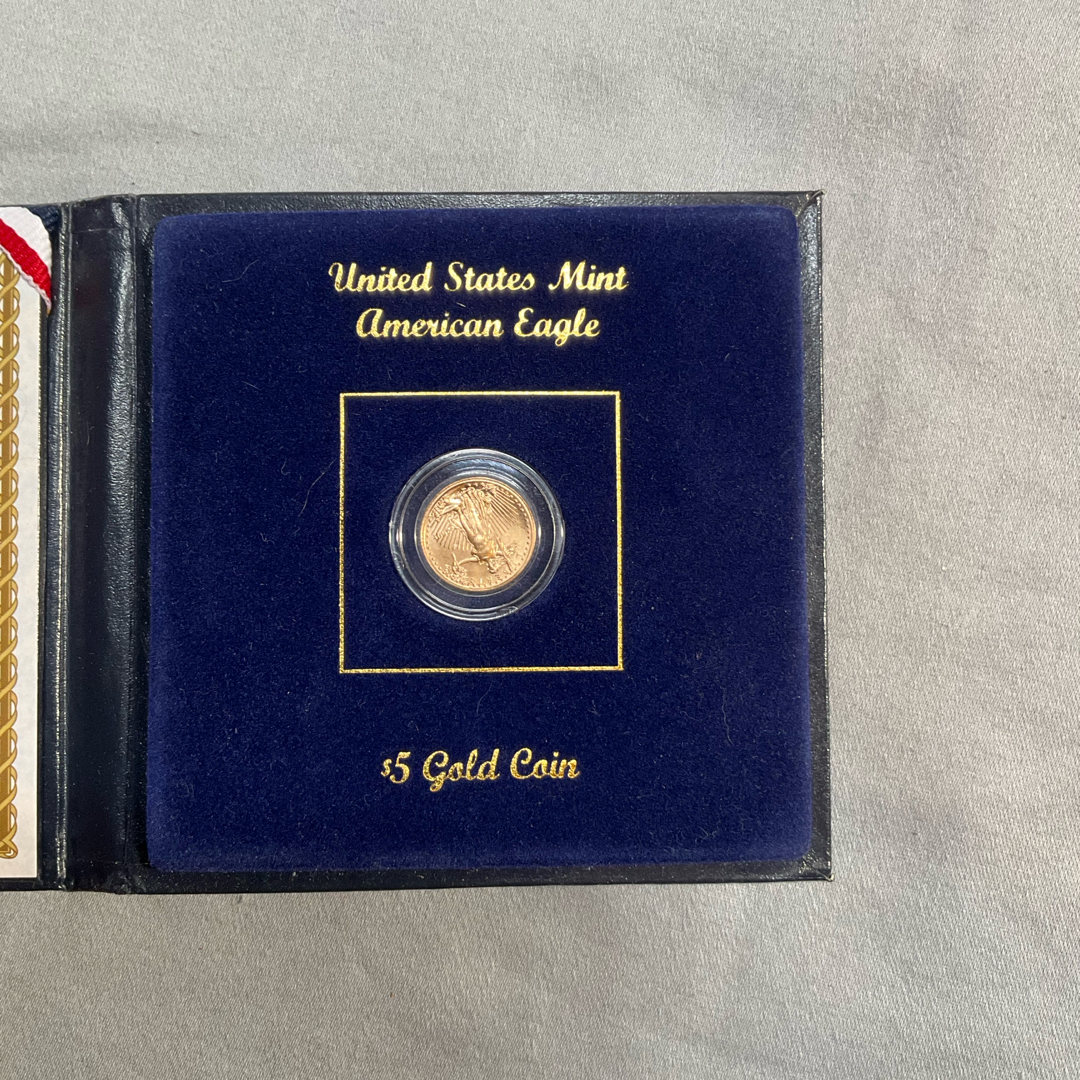 United States Mint
American Eagle
$5 Gold Coin